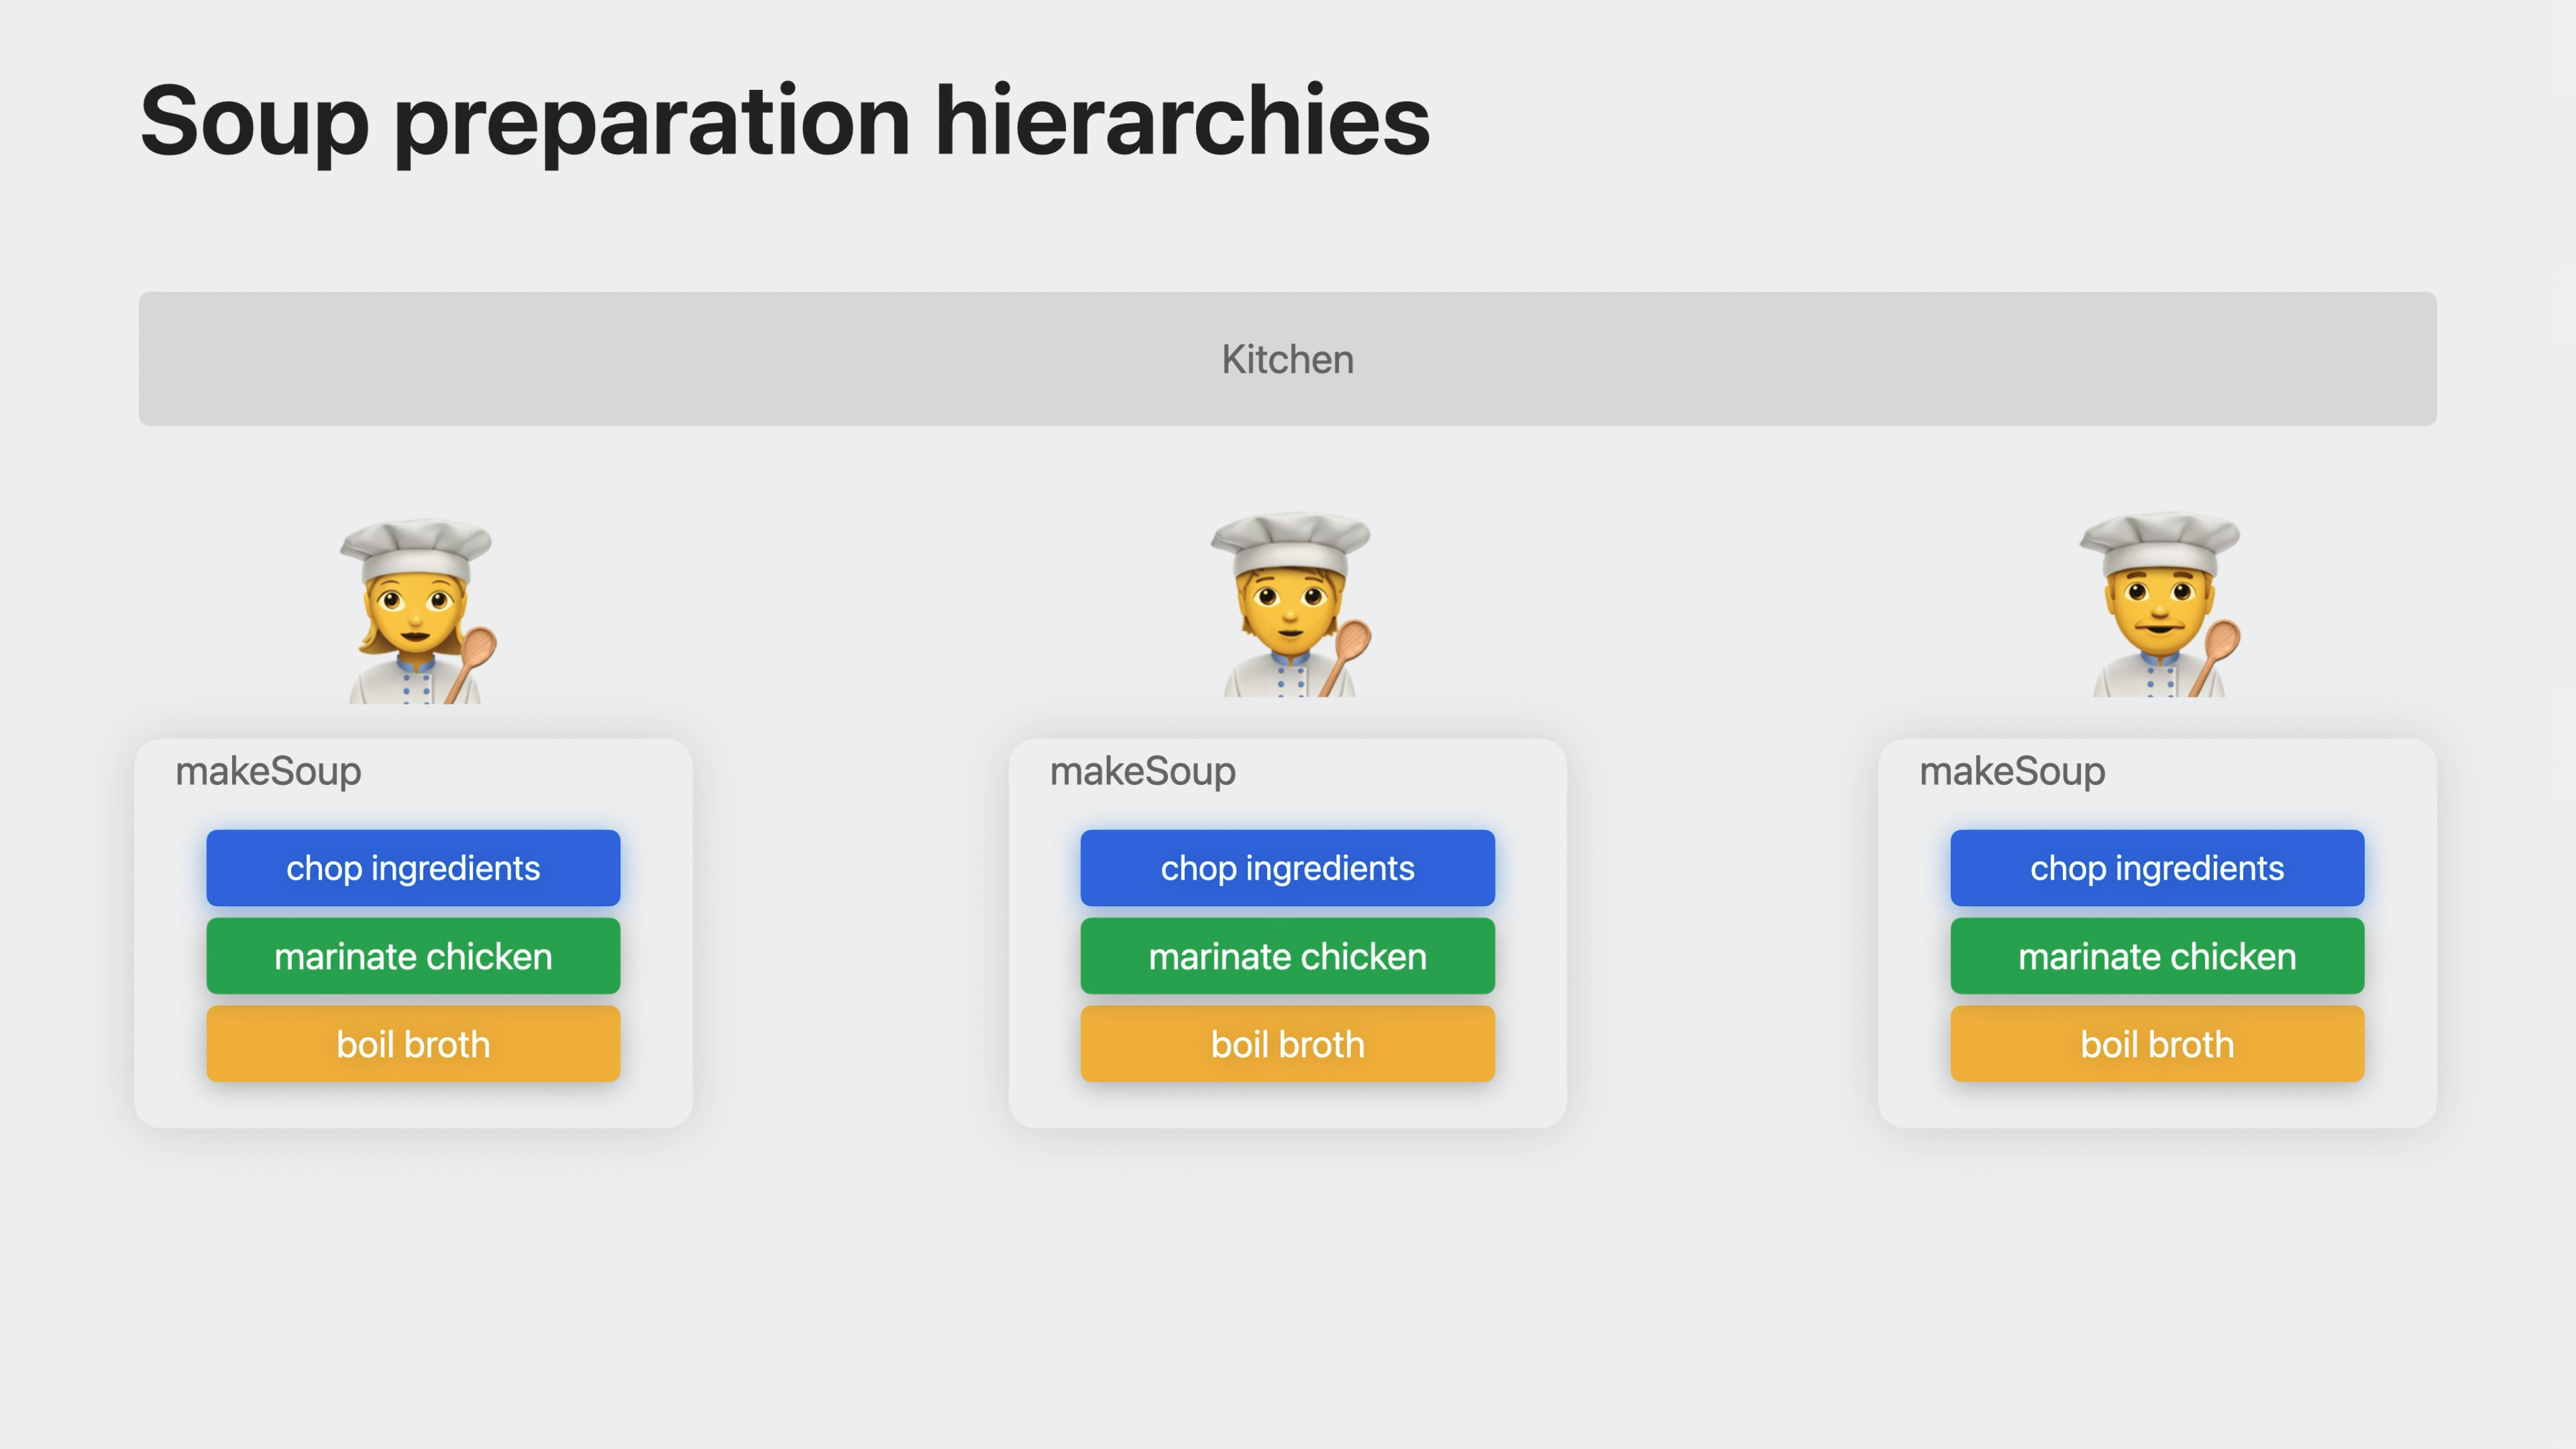 Soup preparation hierarchies
Kitchen
makeSoup
chop ingredients
marinate chicken
boil broth
makeSoup
chop ingredients
marinate chicken
boil broth
makeSoup
chop ingredients
marinate chicken
boil broth